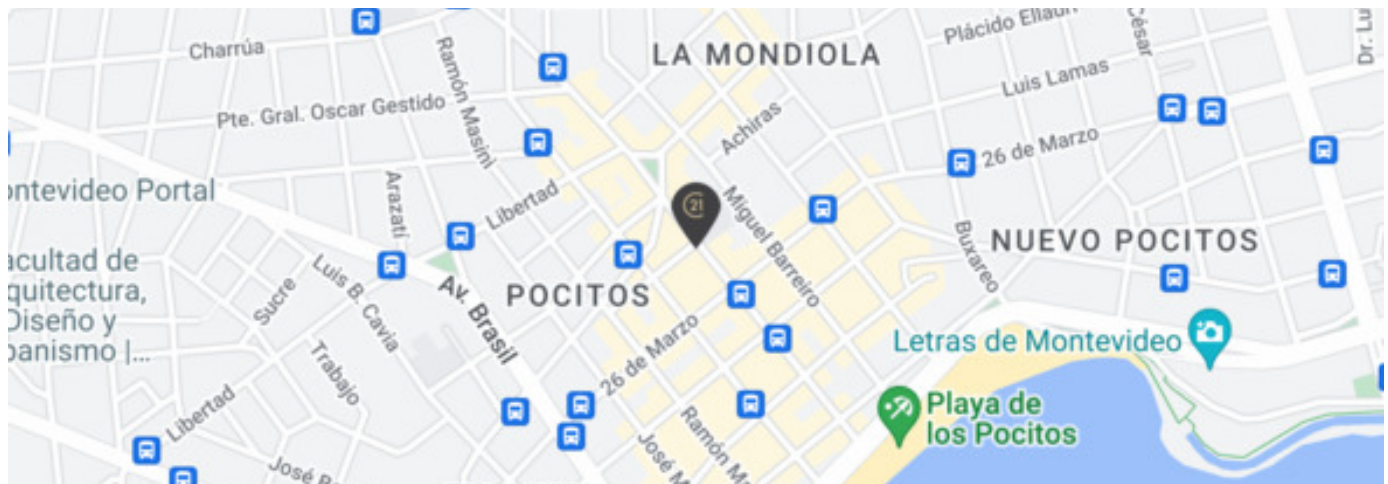 Charrúa
Ramón Masini
LA MONDIOLA
Plácido Ellauri
César
Dr. Lu
Luis Lamas
Pte. Gral. Oscar Gestido
Achiras
26 de Marzo
ontevideo Portal
Arazatí
Libertad
21
Miguel Barreiro
Buxareo
NUEVO POCITOS
acultad de
quitectura,
Diseño y
banismo |...
Sucre
Luis B. Cavia
Av. Brasil
POCITOS
Trabajo
26 de Marzo
Letras de Montevideo
Libertad
Playa de
los Pocitos
Ramón Ma
José M
José